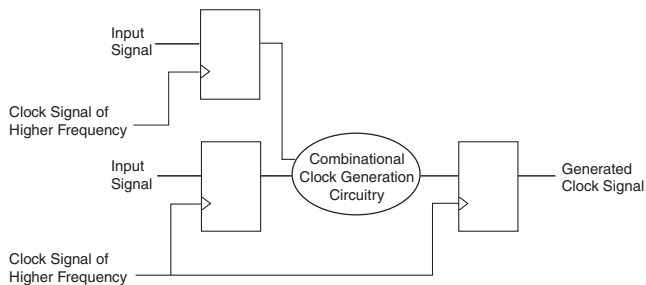 Input
Signal
Clock Signal of
Higher Frequency
Input
Signal
Combinational
Clock Generation
Circuitry
Generated
Clock Signal
Clock Signal of
Higher Frequency